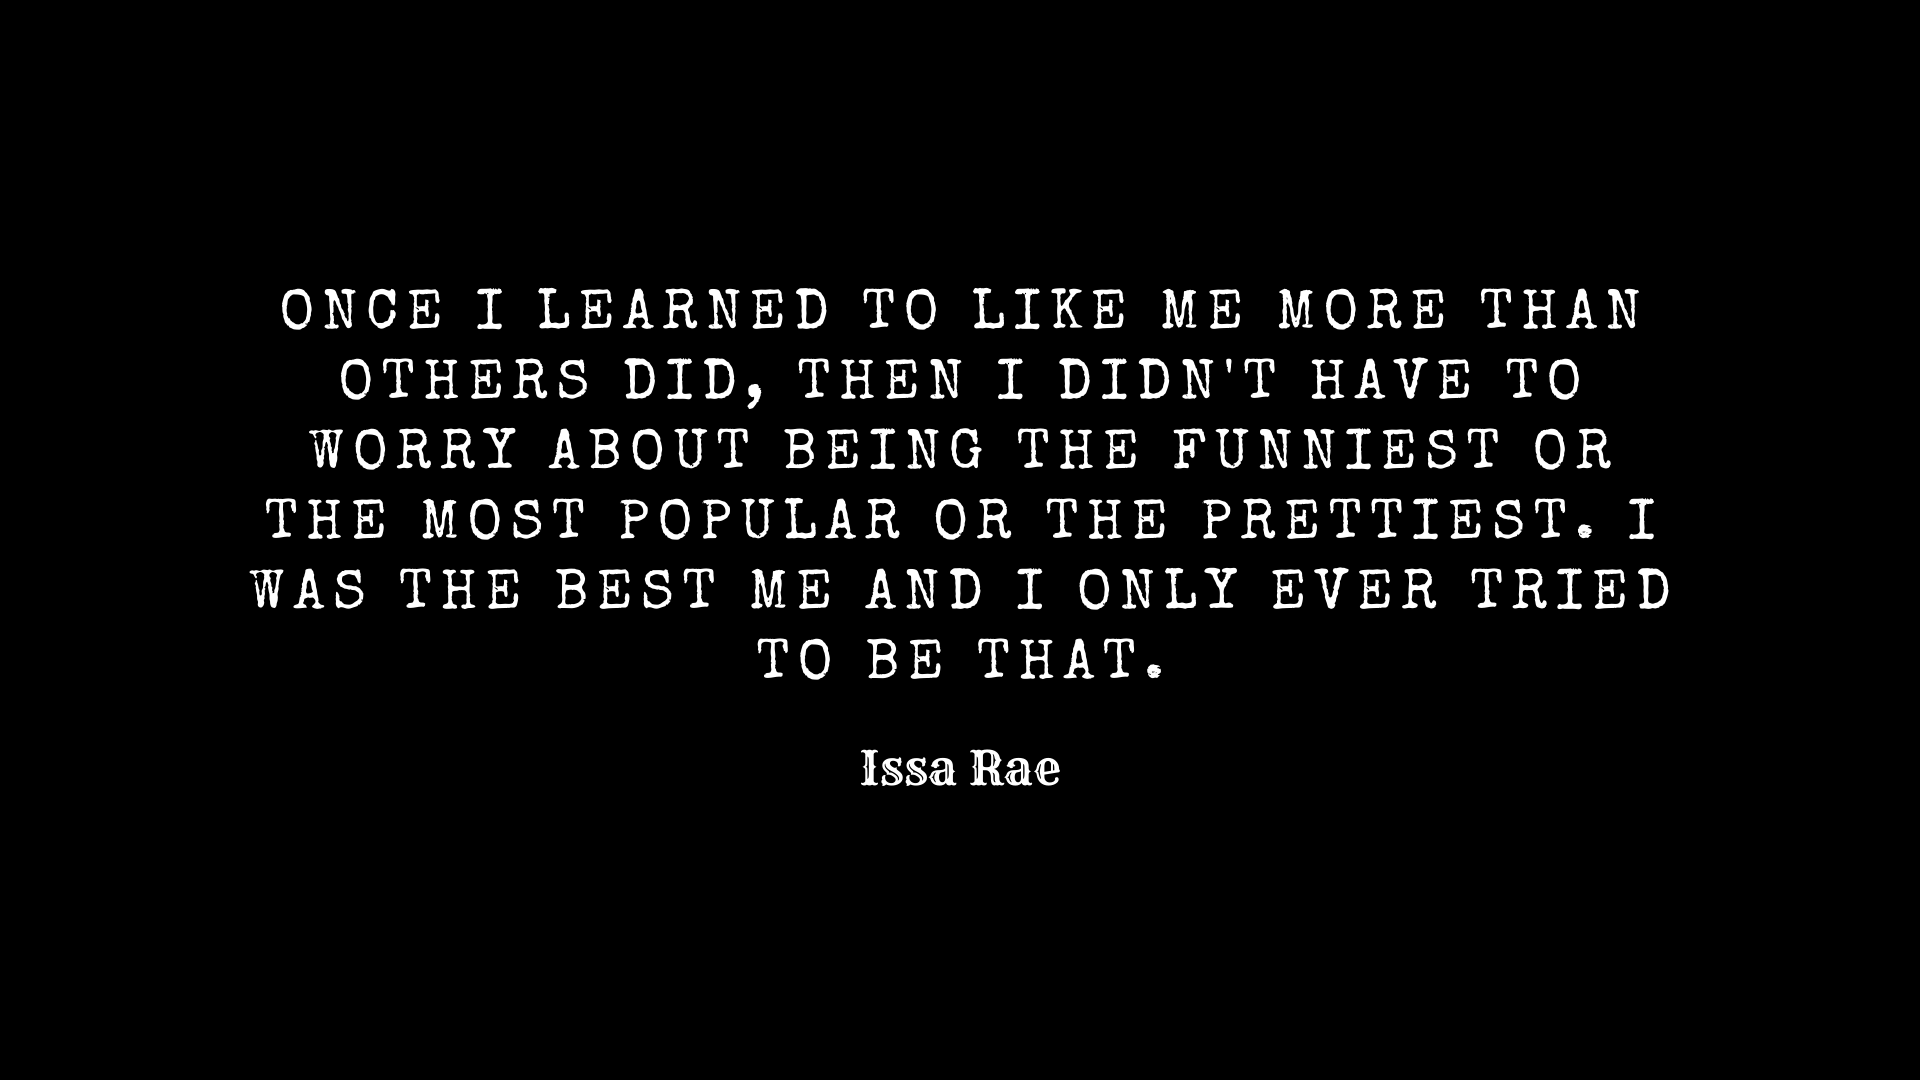 ONCE I LEARNED TO LIKE ME MORE THAN
OTHERS DID, THEN I DIDN'T HAVE TO
WORRY ABOUT BEING THE FUNNIEST OR
THE MOST POPULAR OR THE PRETTIEST. I
WAS THE BEST ME AND I ONLY EVER TRIED
TO BE THAT.
Issa Rae